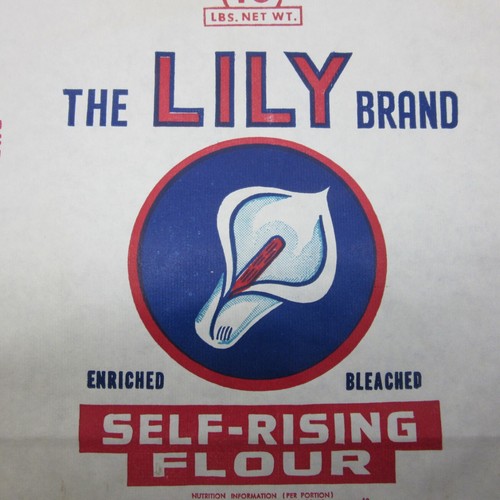 LBS. NET WT.
THE LILY BRAND
ENRICHED BLEACHED
SELF-RISING
FLOUR
NUTRITION INFORMATION (PER PORTION)